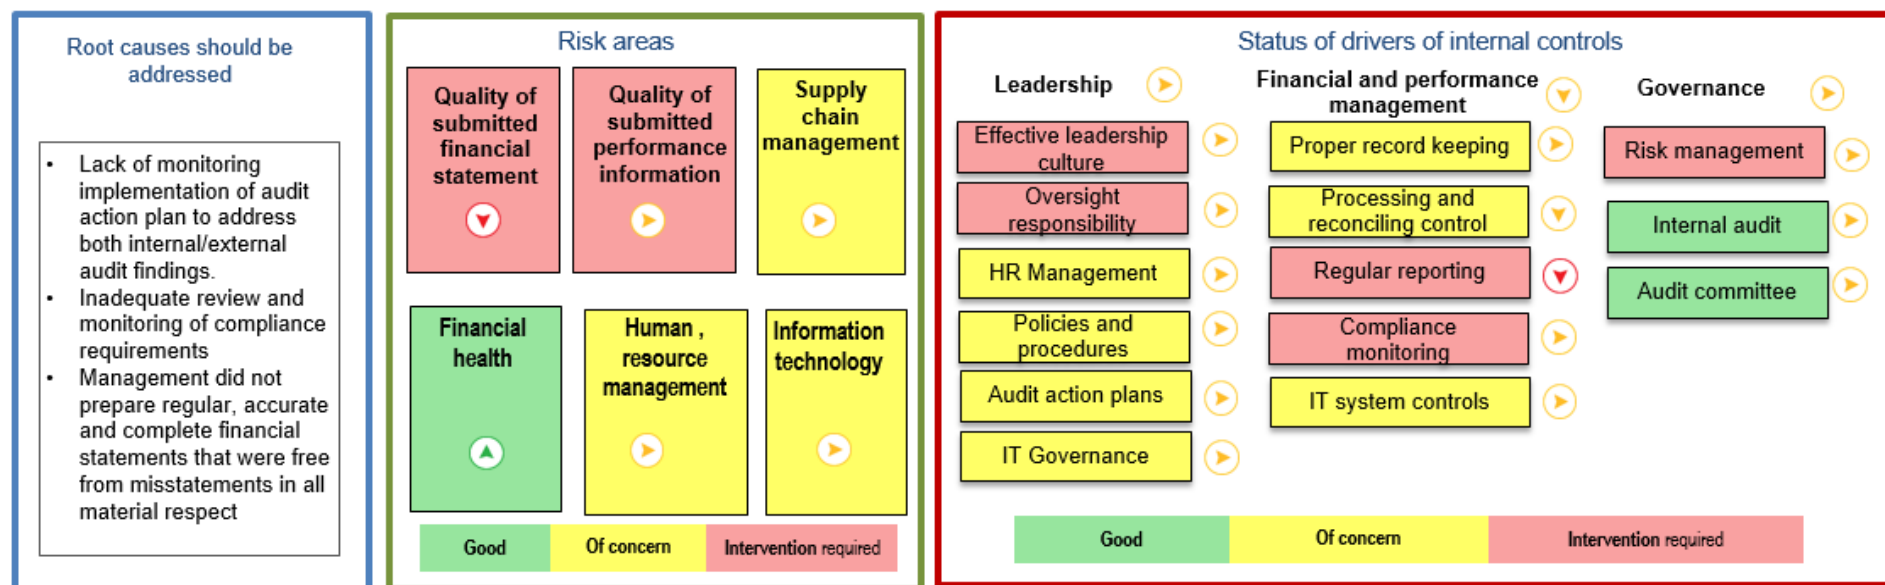 Root causes should be
addressed
• Lack of monitoring
implementation of audit
action plan to address
both internal/external
audit findings.
• Inadequate review and
monitoring of compliance
requirements
• Management did not
prepare regular, accurate
and complete financial
statements that were free
from misstatements in all
material respect
Risk areas
Quality of
submitted
financial
statement
Quality of
submitted
performance
information
Supply
chain
management
Financial
health
Human ,
resource
management
Information
technology
Good
Of concern
Intervention required
Status of drivers of internal controls
Leadership
Effective leadership
culture
Oversight
responsibility
HR Management
Policies and
procedures
Audit action plans
IT Governance
Financial and performance
management
Proper record keeping
Processing and
reconciling control
Regular reporting
Compliance
monitoring
IT system controls
Governance
Risk management
Internal audit
Audit committee
Good
Of concern
Intervention required